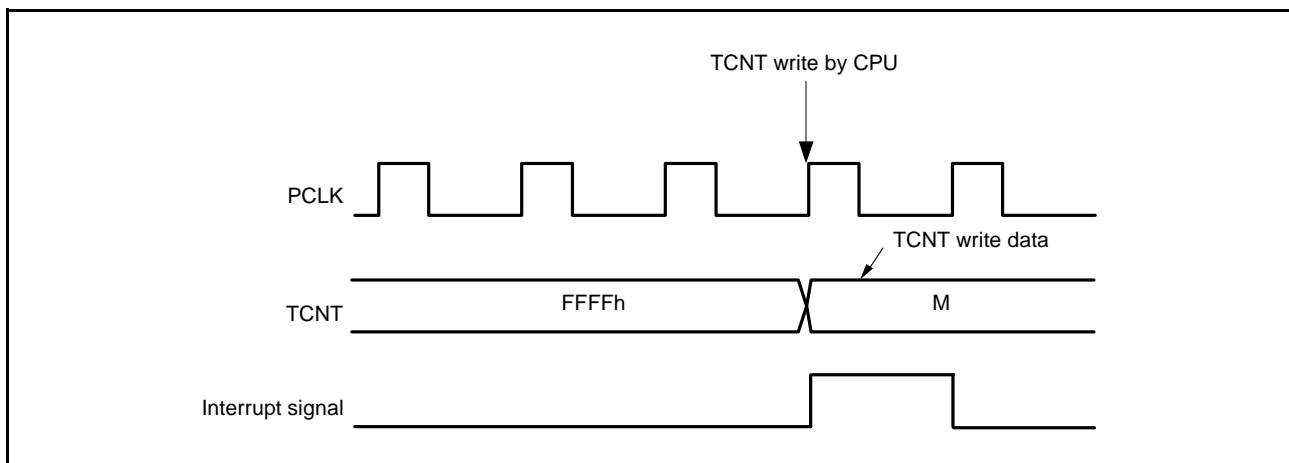 TCNT write by CPU
PCLK
TCNT write data
TCNT
FFFFh
M
Interrupt signal